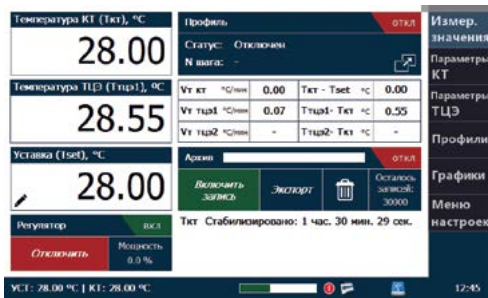 Температура КТ (Ткт), °C
28.00
Температура ТЦЭ (Ттцэ1), °C
28.55
Уставка (Tset), °C
28.00
Регулятор
ВКЛ
Отключить
Мощность
0.0 %
Профиль
ОТКЛ
Статус: Отключен
N шага: -
Vт кт °C/мин 0.00 Ткт - Tset °C 0.00
Vт тцэ1 °C/мин 0.07 Ттцэ1- Ткт °C 0.55
Vт тцэ2 °C/мин - Ттцэ2- Ткт °C -
Архив
ОТКЛ
Включить
запись
Экспорт
Осталось
записей:
30000
Ткт Стабилизировано: 1 час. 30 мин. 29 сек.
Измер.
значения
Параметры
КТ
Параметры
ТЦЭ
Профили
Графики
Меню
настроек
УСТ: 28.00 °C | КТ: 28.00 °C
12:45